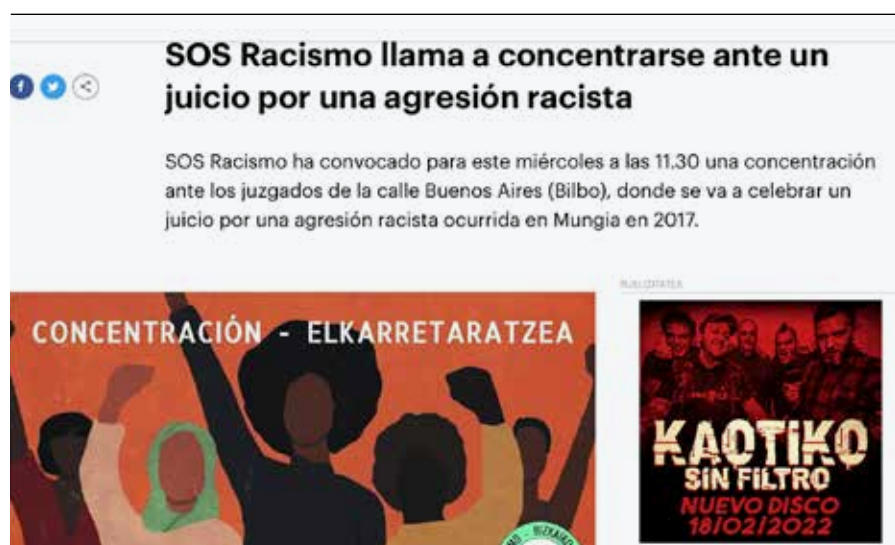 SOS Racismo llama a concentrarse ante un
juicio por una agresión racista
SOS Racismo ha convocado para este miércoles a las 11.30 una concentración
ante los juzgados de la calle Buenos Aires (Bilbo), donde se va a celebrar un
juicio por una agresión racista ocurrida en Mungia en 2017.
PUBLIZITATEA
CONCENTRACIÓN - ELKARRETARATZEA
KAOTIKO
SIN FILTRO
NUEVO DISCO
18/02/2022